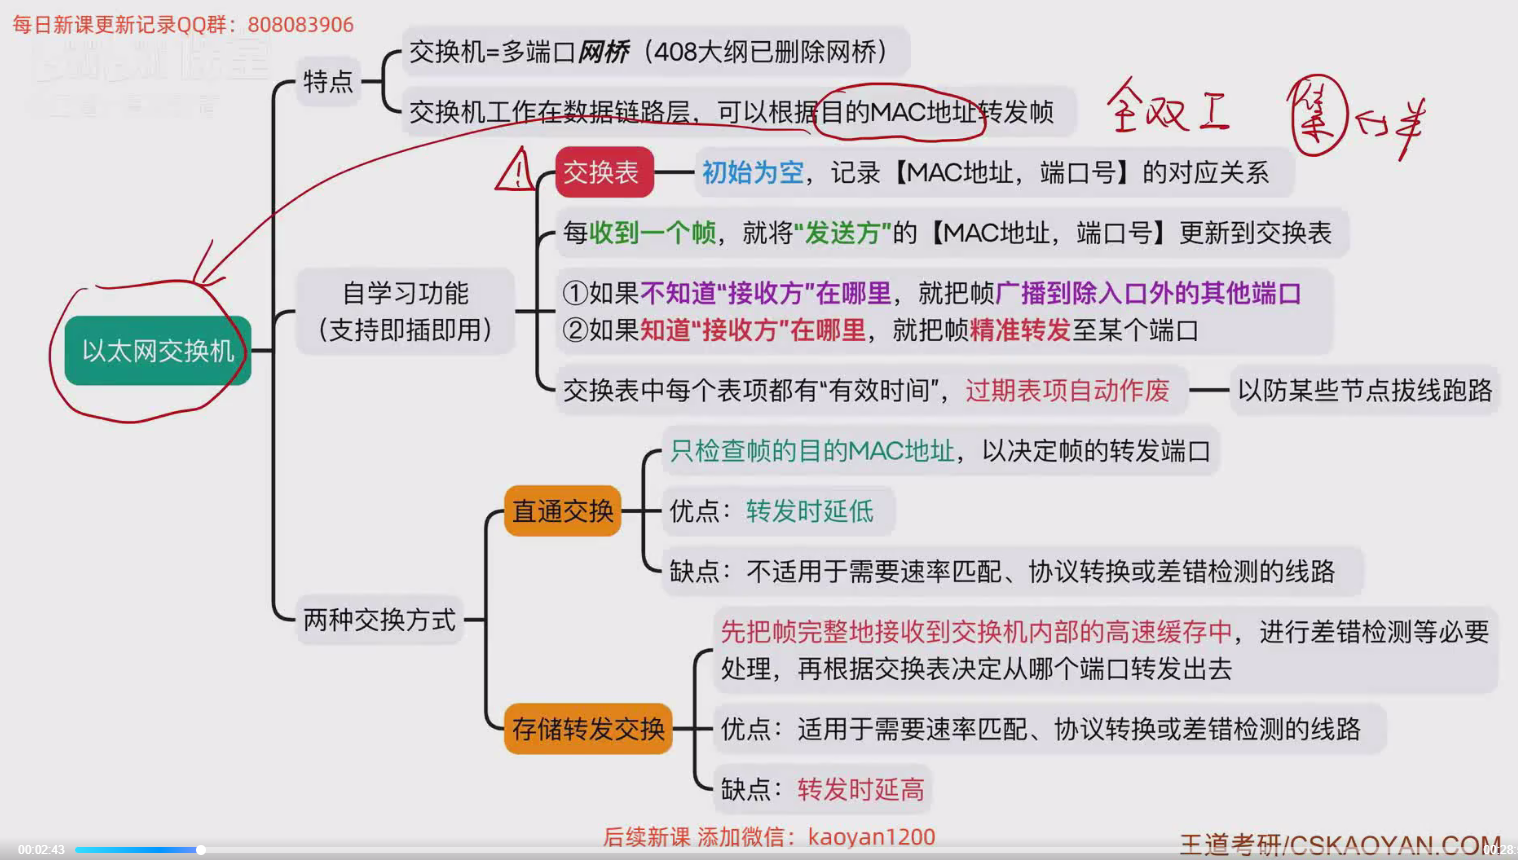 每日新课更新记录QQ群：808083906
特点
交换机=多端口网桥（408大纲已删除网桥）
交换机工作在数据链路层，可以根据目的MAC地址转发帧
全双工
集
半
交换表
初始为空，记录【MAC地址，端口号】的对应关系
每收到一个帧，就将“发送方”的【MAC地址，端口号】更新到交换表
自学习功能
（支持即插即用）
①如果不知道“接收方”在哪里，就把帧广播到除入口外的其他端口
②如果知道“接收方”在哪里，就把帧精准转发至某个端口
以太网交换机
交换表中每个表项都有“有效时间”，过期表项自动作废
以防某些节点拔线跑路
只检查帧的目的MAC地址，以决定帧的转发端口
直通交换
优点：转发时延低
缺点：不适用于需要速率匹配、协议转换或差错检测的线路
两种交换方式
先把帧完整地接收到交换机内部的高速缓存中，进行差错检测等必要
处理，再根据交换表决定从哪个端口转发出去
存储转发交换
优点：适用于需要速率匹配、协议转换或差错检测的线路
缺点：转发时延高
后续新课 添加微信：kaoyan1200
王道考研/CSKAOYAN.COM
00:02:43
00:28